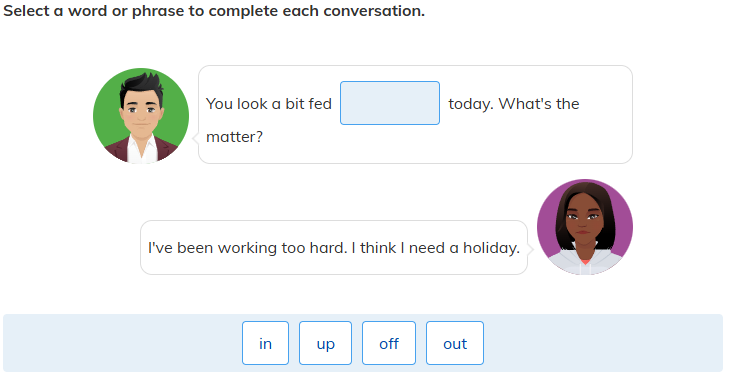 Select a word or phrase to complete each conversation.
You look a bit fed today. What's the
matter?
I've been working too hard. I think I need a holiday.
in up off out